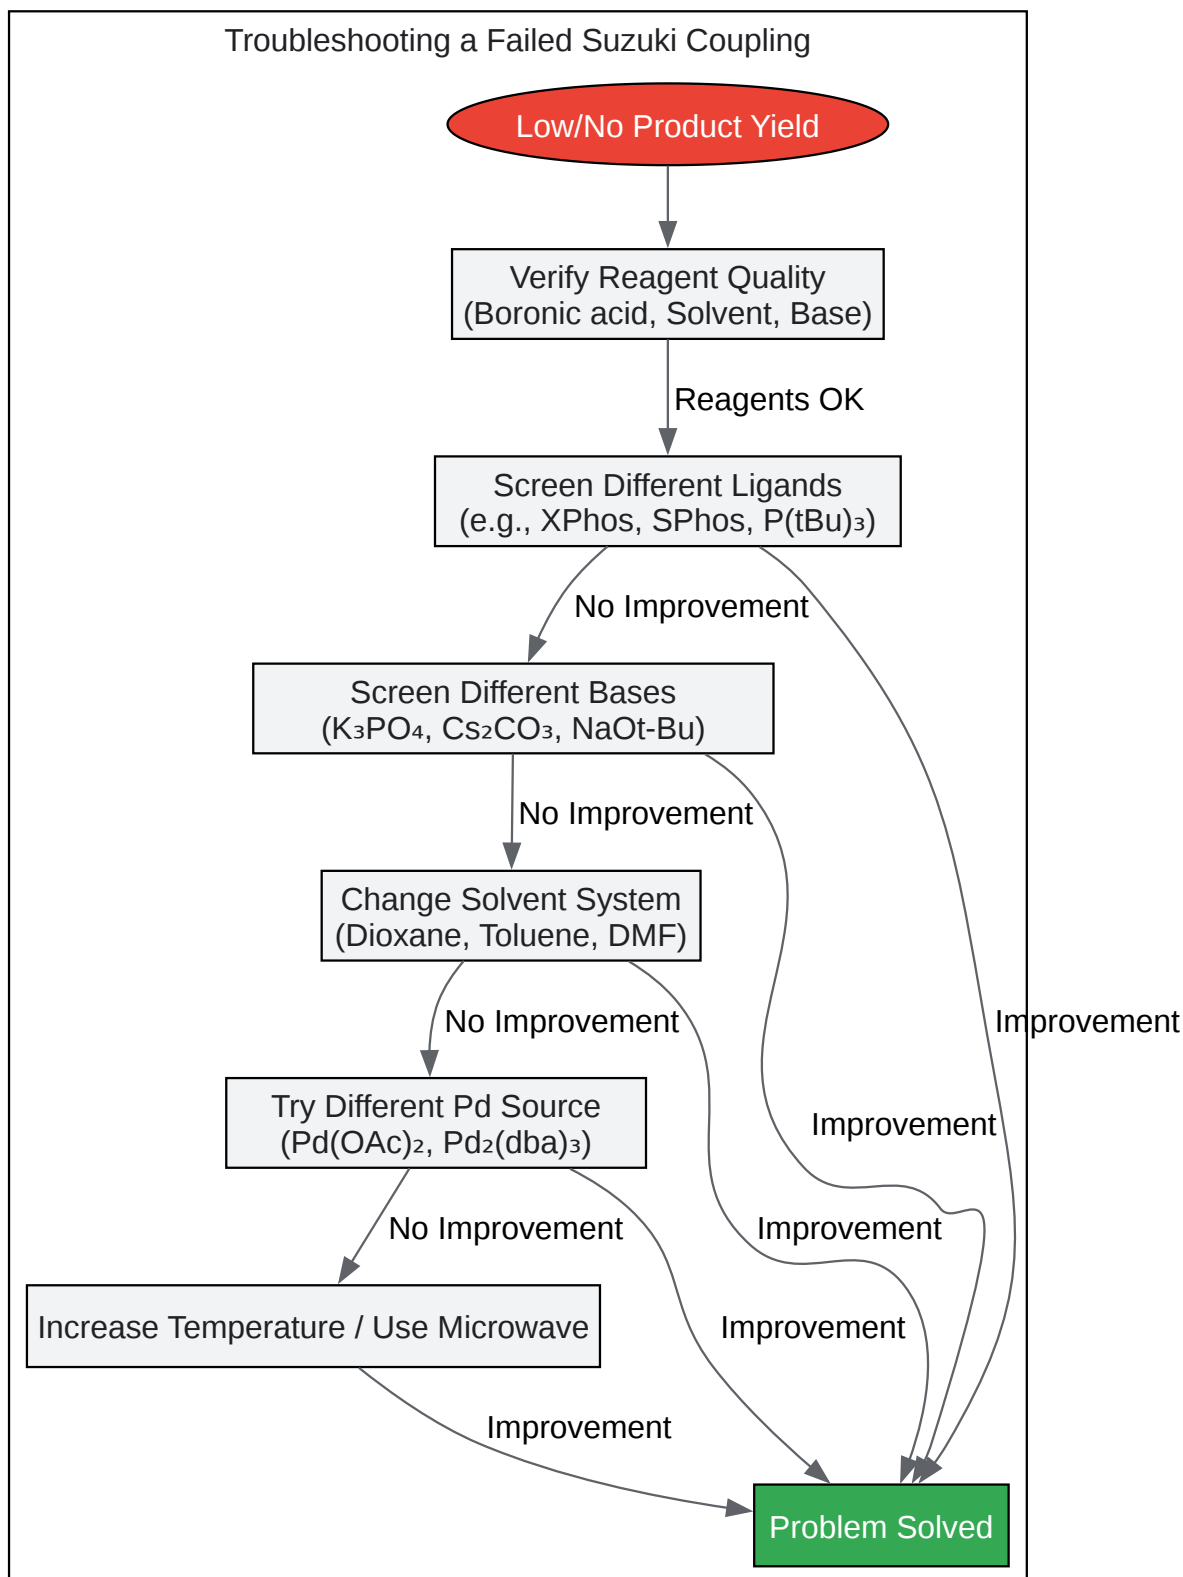 Troubleshooting a Failed Suzuki Coupling
Low/No Product Yield
Verify Reagent Quality
(Boronic acid, Solvent, Base)
Reagents OK
Screen Different Ligands
(e.g., XPhos, SPhos, P(tBu)₃)
No Improvement
Screen Different Bases
(K₃PO₄, Cs₂CO₃, NaOt-Bu)
No Improvement
Change Solvent System
(Dioxane, Toluene, DMF)
No Improvement
Improvement
Try Different Pd Source
(Pd(OAc)₂, Pd₂(dba)₃)
Improvement
No Improvement
Improvement
Increase Temperature / Use Microwave
Improvement
Improvement
Problem Solved